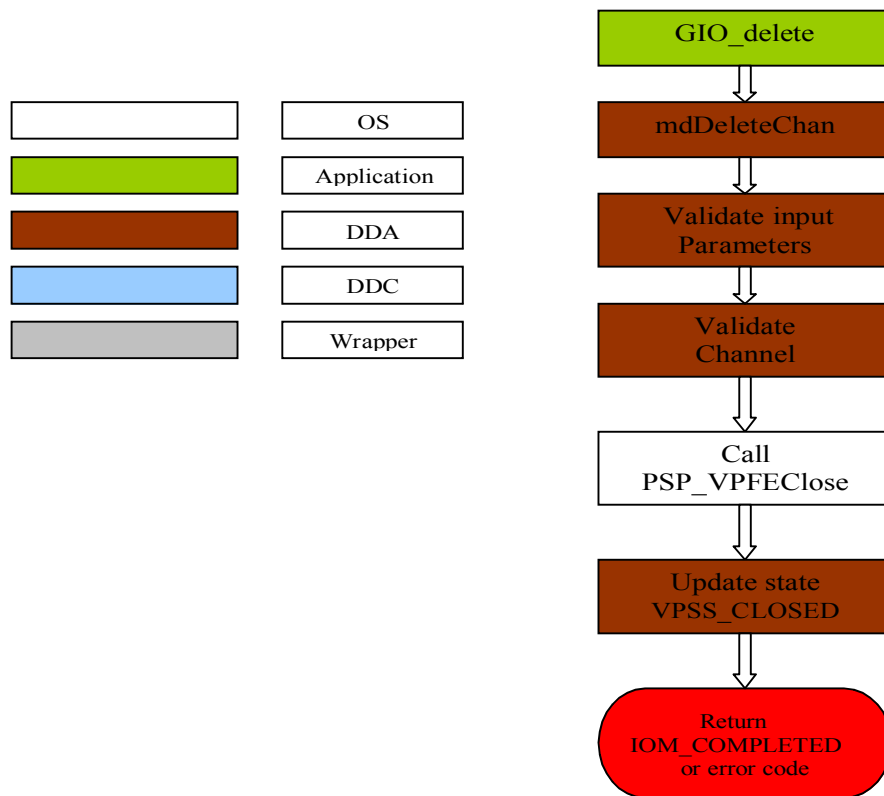 OS
Application
DDA
DDC
Wrapper
GIO_delete
mdDeleteChan
Validate input
Parameters
Validate
Channel
Call
PSP_VPFEClose
Update state
VPSS_CLOSED
Return
IOM_COMPLETED
or error code